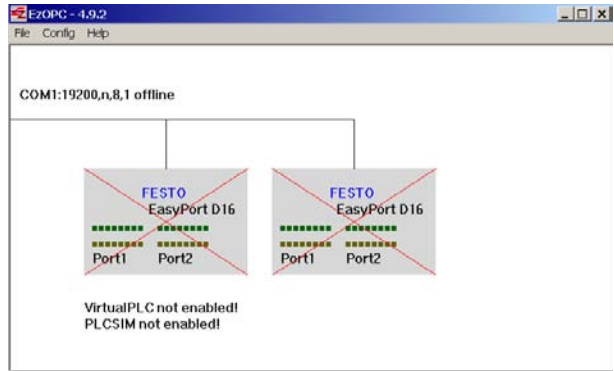 EzOPC - 4.9.2
File Config Help
COM1:19200,n,8,1 offline
FESTO
EasyPort D16
Port1 Port2
FESTO
EasyPort D16
Port1 Port2
VirtualPLC not enabled!
PLCSIM not enabled!